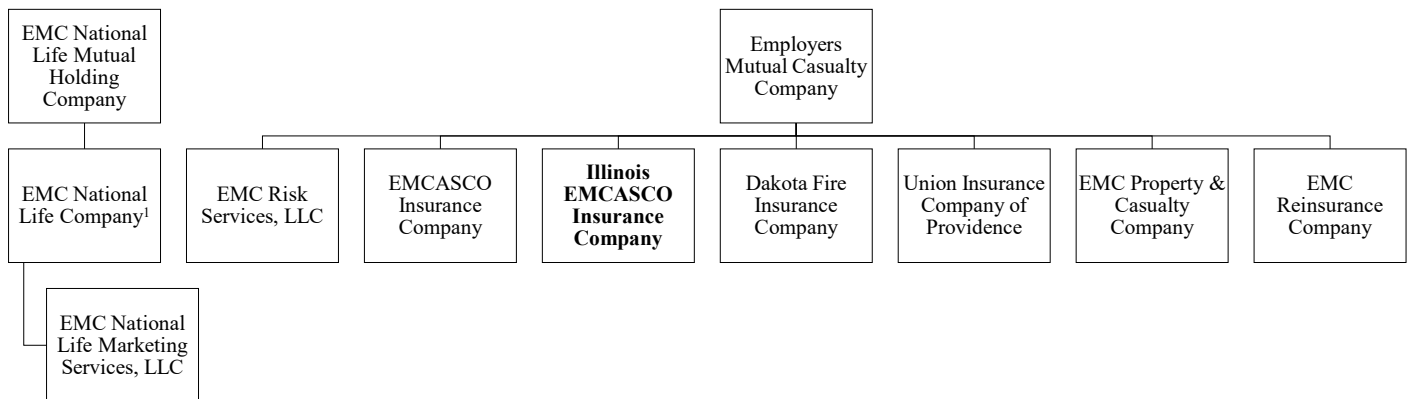 EMC National
Life Mutual
Holding
Company
Employers
Mutual Casualty
Company
EMC National
Life Company¹
EMC Risk
Services, LLC
EMCASCO
Insurance
Company
Illinois
EMCASCO
Insurance
Company
Dakota Fire
Insurance
Company
Union Insurance
Company of
Providence
EMC Property &
Casualty
Company
EMC
Reinsurance
Company
EMC National
Life Marketing
Services, LLC